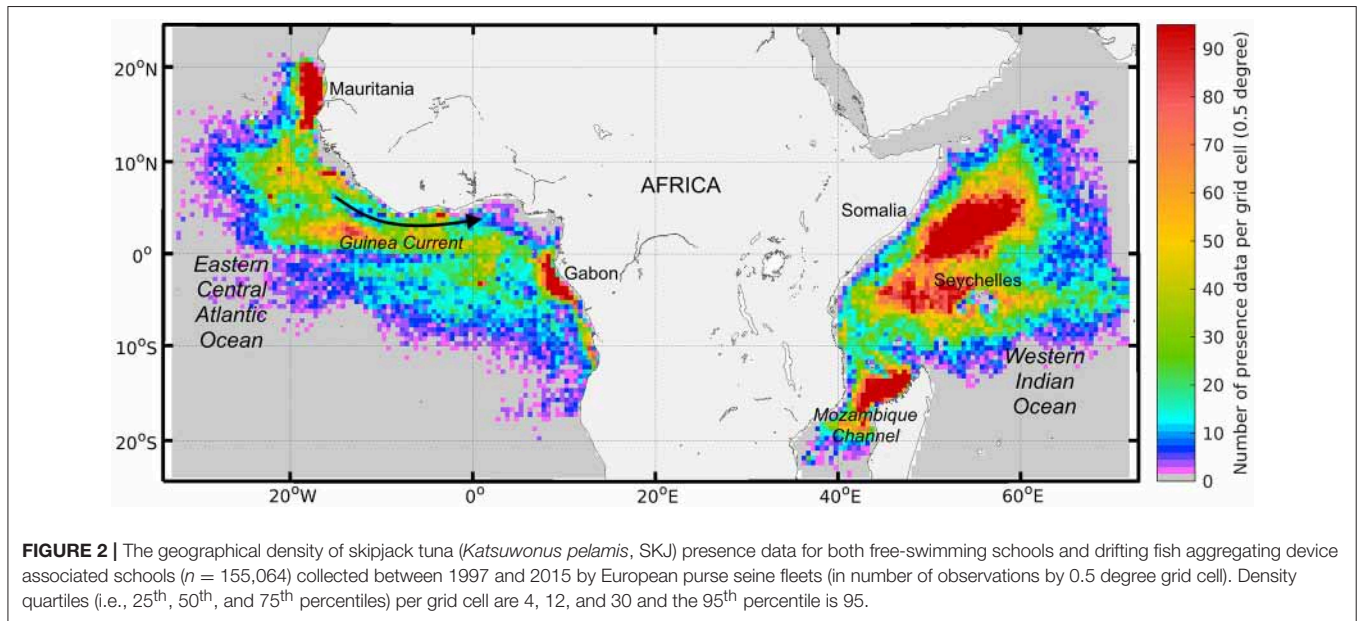 20°N
10°N
0°
10°S
20°S
20°W
0°
20°E
40°E
60°E
Mauritania
AFRICA
Somalia
Guinea Current
Eastern
Central
Atlantic
Ocean
Gabon
Seychelles
Western
Indian
Ocean
Mozambique
Channel
90
80
70
60
50
40
30
20
10
0
Number of presence data per grid cell (0.5 degree)
FIGURE 2 | The geographical density of skipjack tuna (Katsuwonus pelamis, SKJ) presence data for both free-swimming schools and drifting fish aggregating device
associated schools (n = 155,064) collected between 1997 and 2015 by European purse seine fleets (in number of observations by 0.5 degree grid cell). Density
quartiles (i.e., 25th, 50th, and 75th percentiles) per grid cell are 4, 12, and 30 and the 95th percentile is 95.